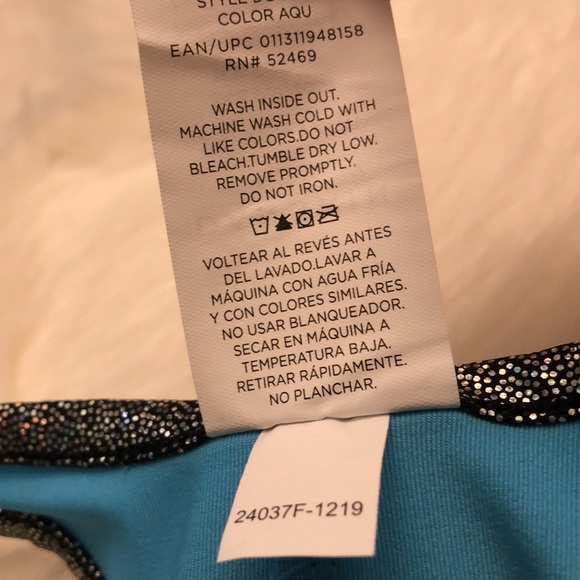 COLOR AQU
EAN/UPC 011311948158
RN# 52469
WASH INSIDE OUT.
MACHINE WASH COLD WITH
LIKE COLORS.DO NOT
BLEACH.TUMBLE DRY LOW.
REMOVE PROMPTLY.
DO NOT IRON.
VOLTEAR AL REVÉS ANTES
DEL LAVADO.LAVAR A
MÁQUINA CON AGUA FRÍA
Y CON COLORES SIMILARES.
NO USAR BLANQUEADOR.
SECAR EN MÁQUINA A
TEMPERATURA BAJA.
RETIRAR RÁPIDAMENTE.
NO PLANCHAR.
24037F-1219